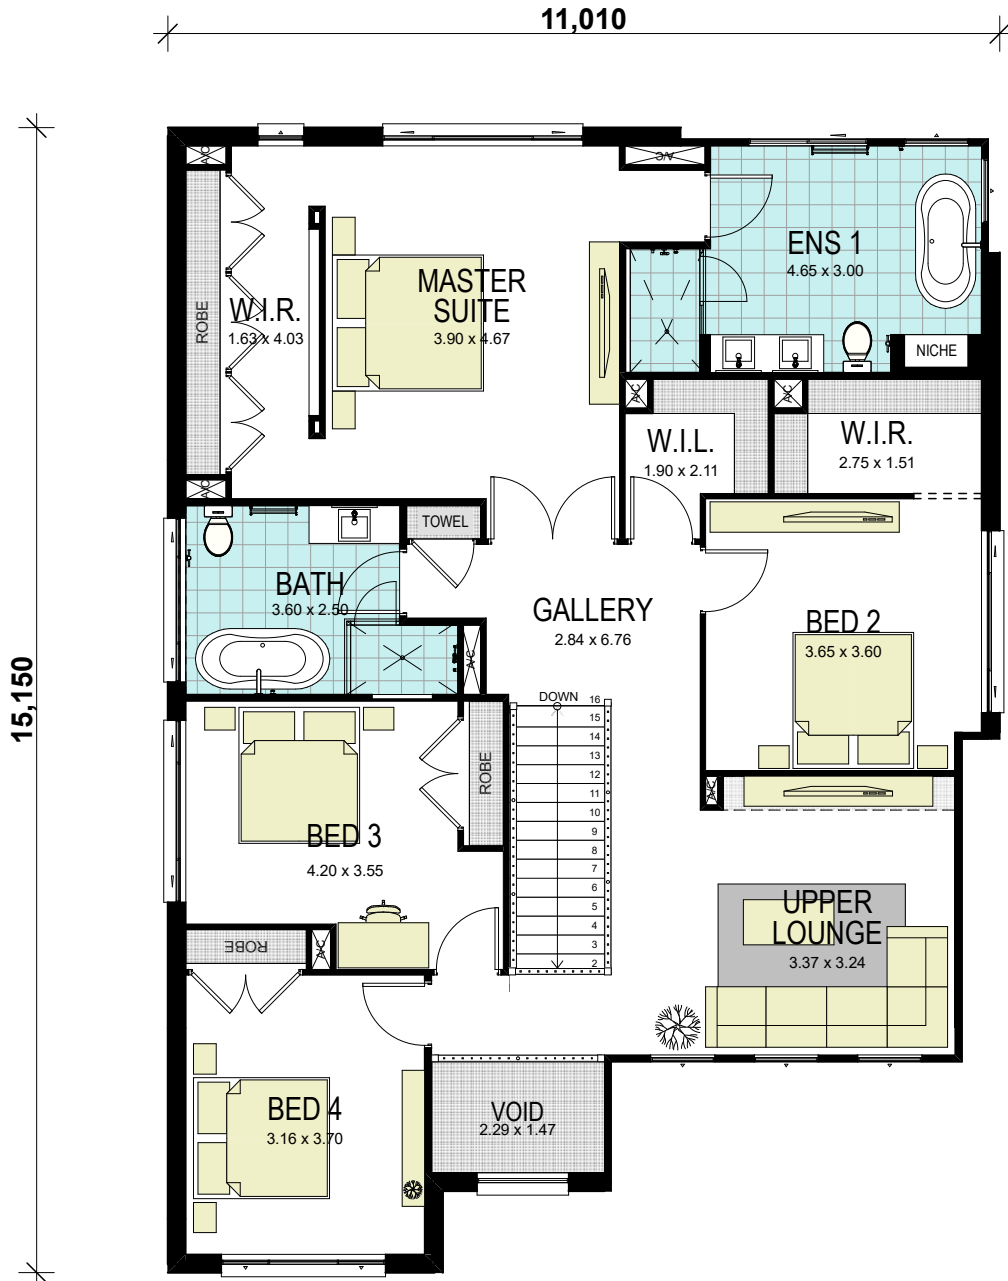 11,010
15,150
A/C
A/C
ROBE
W.I.R.
1.63 x 4.03
MASTER
SUITE
3.90 x 4.67
ENS 1
4.65 x 3.00
NICHE
A/C
A/C
A/C
W.I.L.
1.90 x 2.11
W.I.R.
2.75 x 1.51
TOWEL
BATH
3.60 x 2.50
A/C
GALLERY
2.84 x 6.76
BED 2
3.65 x 3.60
DOWN
16
15
14
13
12
11
10
9
8
7
6
5
4
3
2
ROBE
A/C
BED 3
4.20 x 3.55
UPPER
LOUNGE
3.37 x 3.24
ROBE
A/C
BED 4
3.16 x 3.70
VOID
2.29 x 1.47